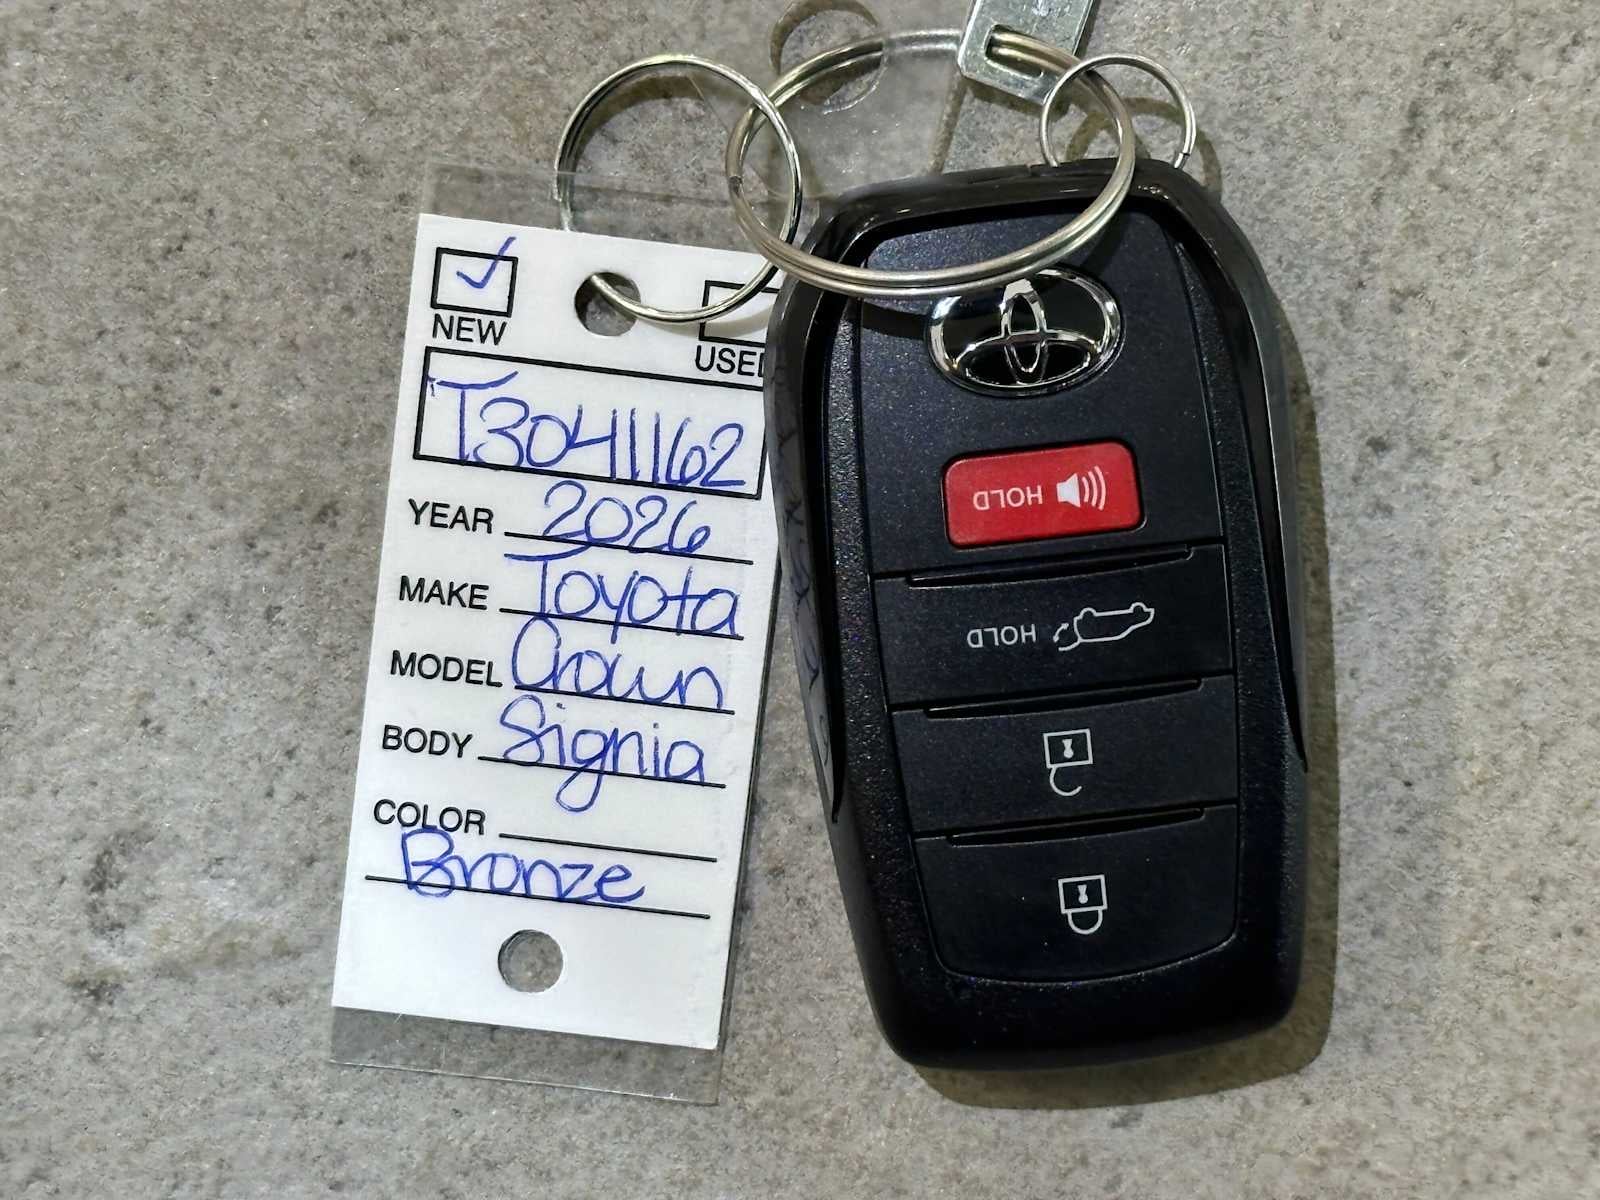 NEW
USED
T3041162
YEAR 2026
MAKE Toyota
MODEL Crown
BODY Signia
COLOR
Bronze
HOLD
HOLD